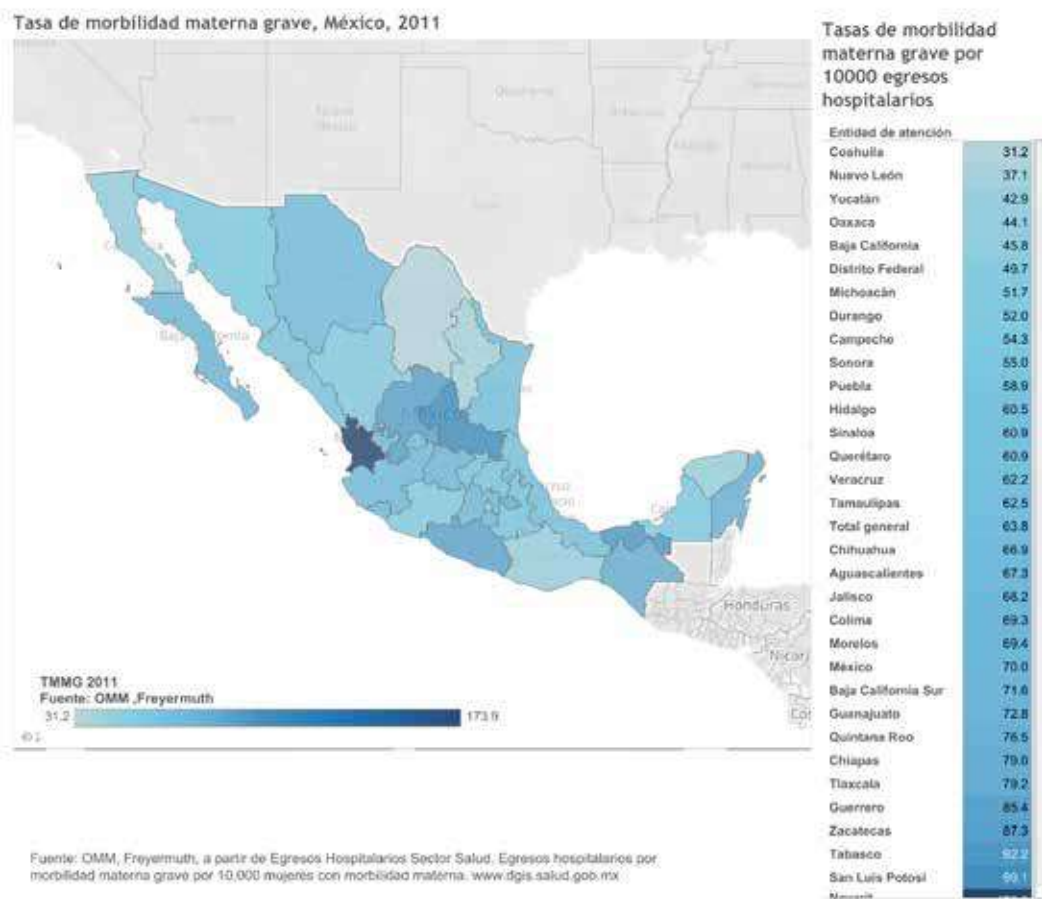 Tasa de morbilidad materna grave, México, 2011
Tasas de morbilidad
materna grave por
10000 egresos
hospitalarios
Entidad de atención
Coahuila 31.2
Nuevo León 37.1
Yucatán 42.9
Oaxaca 44.1
Baja California 45.8
Distrito Federal 49.7
Michoacán 51.7
Durango 52.0
Campeche 54.3
Sonora 55.0
Puebla 58.9
Hidalgo 60.5
Sinaloa 60.9
Querétaro 60.9
Veracruz 62.2
Tamaulipas 62.5
Total general 63.8
Chihuahua 66.9
Aguascalientes 67.3
Jalisco 68.2
Colima 69.3
Morelos 69.4
México 70.0
Baja California Sur 71.6
Guanajuato 72.8
Quintana Roo 76.5
Chiapas 79.0
Tlaxcala 79.2
Guerrero 85.4
Zacatecas 87.3
Tabasco 92.2
San Luis Potosí 99.1
Nayarit
Honduras
TMMG 2011
Fuente: OMM ,Freyermuth
31.2 173.9
Fuente: OMM, Freyermuth, a partir de Egresos Hospitalarios Sector Salud. Egresos hospitalarios por
morbilidad materna grave por 10,000 mujeres con morbilidad materna. www.dgis.salud.gob.mx